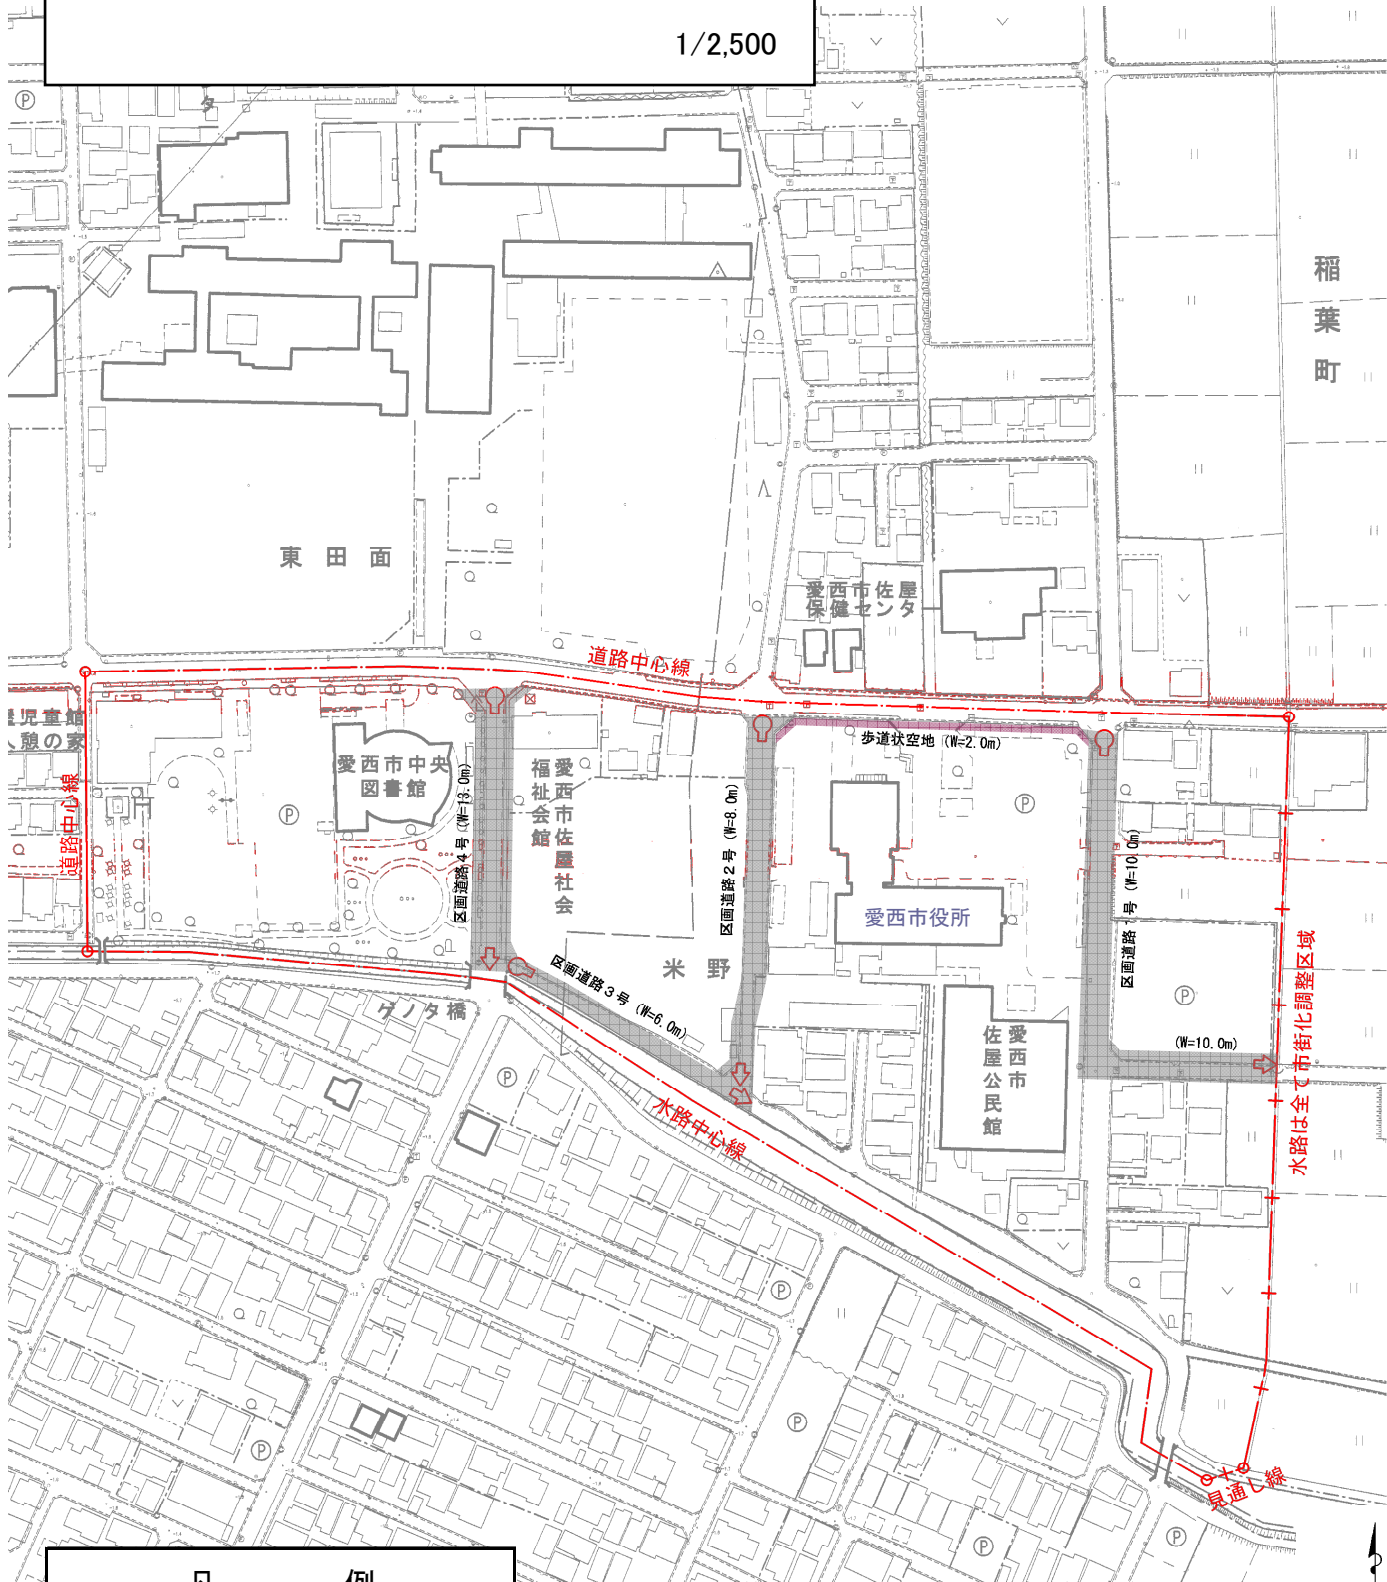 1/2,500
稲葉町
東田面
愛西市佐屋
保健センタ
道路中心線
児童館
憩の家
歩道状空地 (W=2.0m)
愛西市中央
図書館
愛西市佐屋社会
福祉会館
道路中心線
区画道路4号 (W=13.0m)
区画道路2号 (W=8.0m)
区画道路 号 (W=10.0m)
愛西市役所
米野
区画道路3号 (W=6.0m)
ゲノタ橋
愛西市
佐屋公民館
(W=10.0m)
水路は全て市街化調整区域
水路中心線
見通し線
凡例